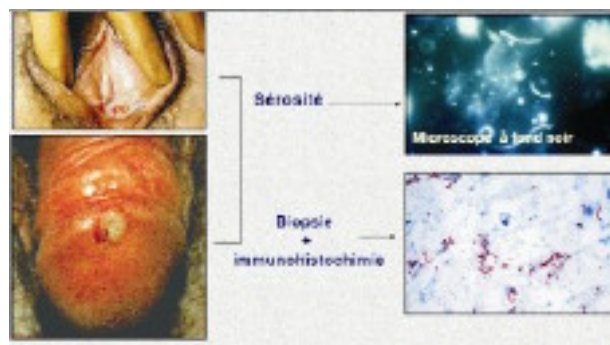 Sérosité
Microscope à fond noir
Biopsie
+
immunohistochimie